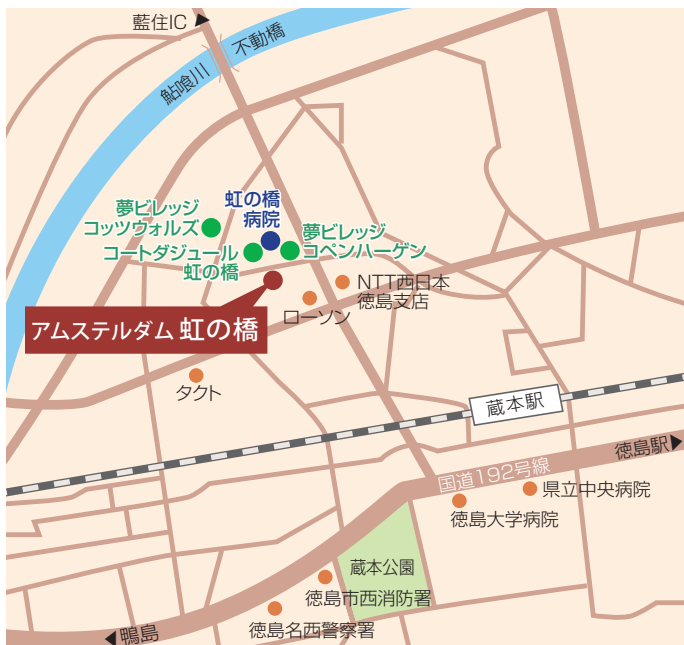 藍住IC
不動橋
鮎喰川
虹の橋
病院
夢ビレッジ
コッツウォルズ
夢ビレッジ
コペンハーゲン
コートダジュール
虹の橋
NTT西日本
徳島支店
ローソン
アムステルダム 虹の橋
タクト
蔵本駅
徳島駅
国道192号線
県立中央病院
徳島大学病院
蔵本公園
徳島市西消防署
徳島名西警察署
鴨島